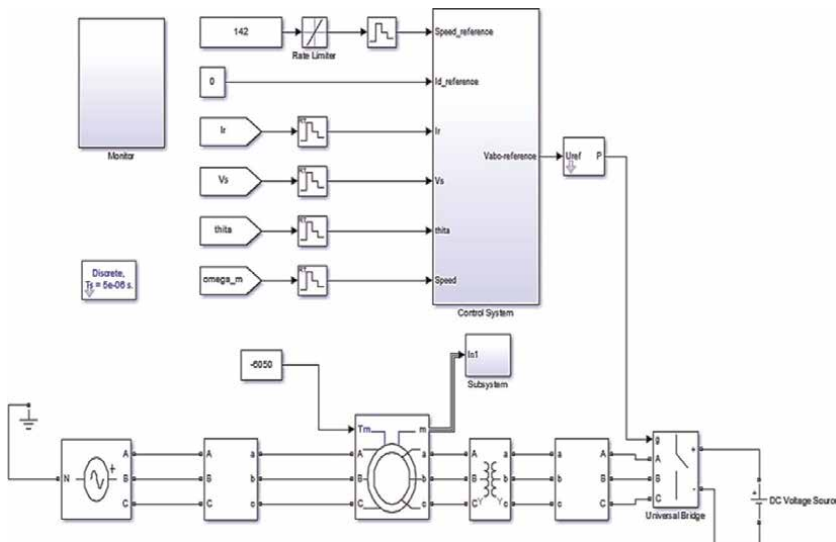 142
Rate Limiter
Speed_reference
0
Id_reference
Ir
Ir
Vs
Vs
thita
thita
omega_m
Speed
Vabo-reference
Uref P
Control System
Monitor
Discrete,
Ts = 5e-06 s.
-6050
In1
Subsystem
Tm m
N
A A a A a A a A g +
B B b B b B b B A
C C c C c C c C B -
C
Y Y
Universal Bridge
+
DC Voltage Source